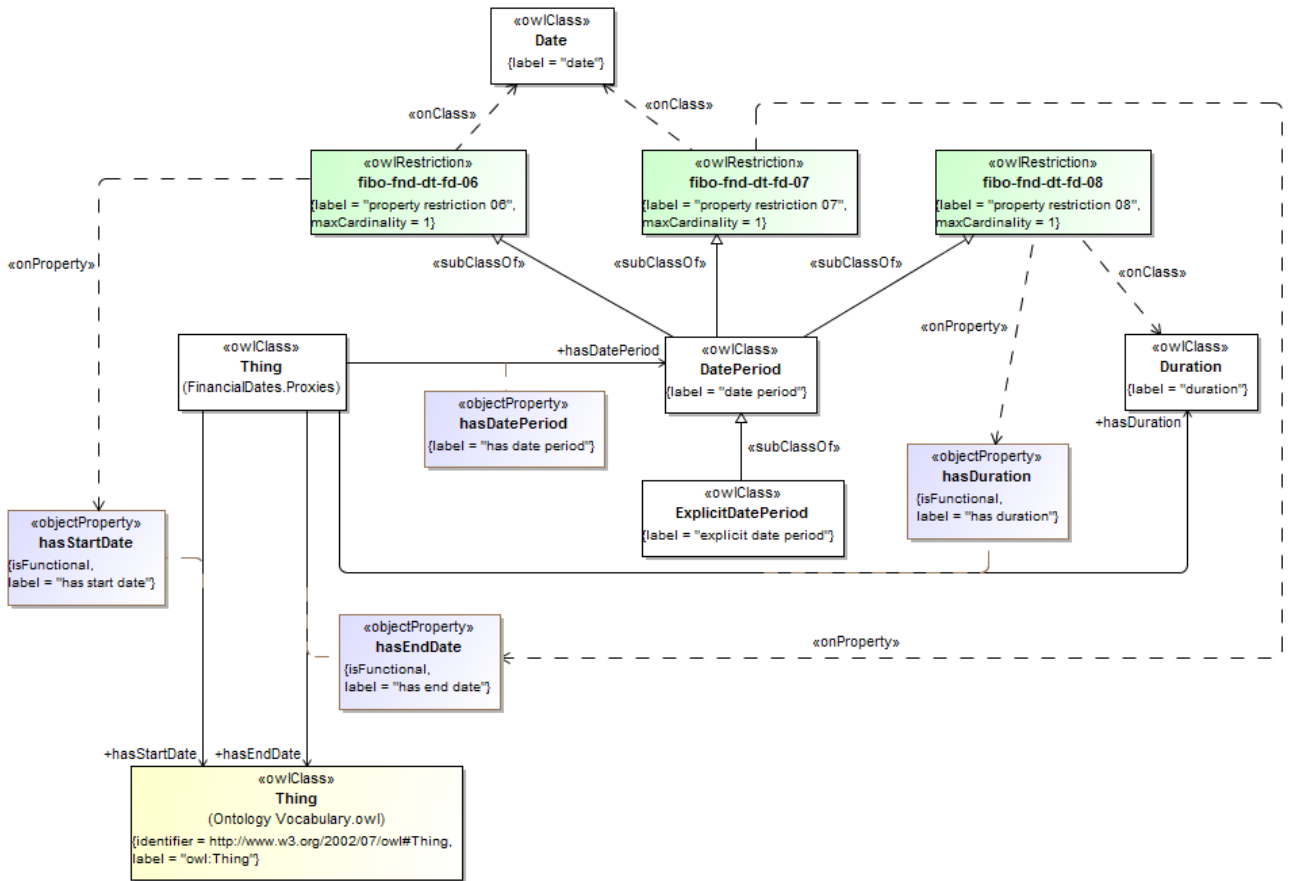 «owlClass»
Date
{label = "date"}
«onClass»
«onClass»
«owlRestriction»
fibo-fnd-dt-fd-06
{label = "property restriction 06",
maxCardinality = 1}
«owlRestriction»
fibo-fnd-dt-fd-07
{label = "property restriction 07",
maxCardinality = 1}
«owlRestriction»
fibo-fnd-dt-fd-08
{label = "property restriction 08",
maxCardinality = 1}
«onProperty»
«subClassOf»
«subClassOf»
«subClassOf»
«onClass»
«onProperty»
«owlClass»
Thing
(FinancialDates.Proxies)
+hasDatePeriod
«owlClass»
DatePeriod
{label = "date period"}
«owlClass»
Duration
{label = "duration"}
+hasDuration
«objectProperty»
hasDatePeriod
{label = "has date period"}
«subClassOf»
«objectProperty»
hasDuration
{isFunctional,
label = "has duration"}
«owlClass»
ExplicitDatePeriod
{label = "explicit date period"}
«objectProperty»
hasStartDate
{isFunctional,
label = "has start date"}
«objectProperty»
hasEndDate
{isFunctional,
label = "has end date"}
«onProperty»
+hasStartDate
+hasEndDate
«owlClass»
Thing
(Ontology Vocabulary.owl)
{identifier = http://www.w3.org/2002/07/owl#Thing,
label = "owl:Thing"}